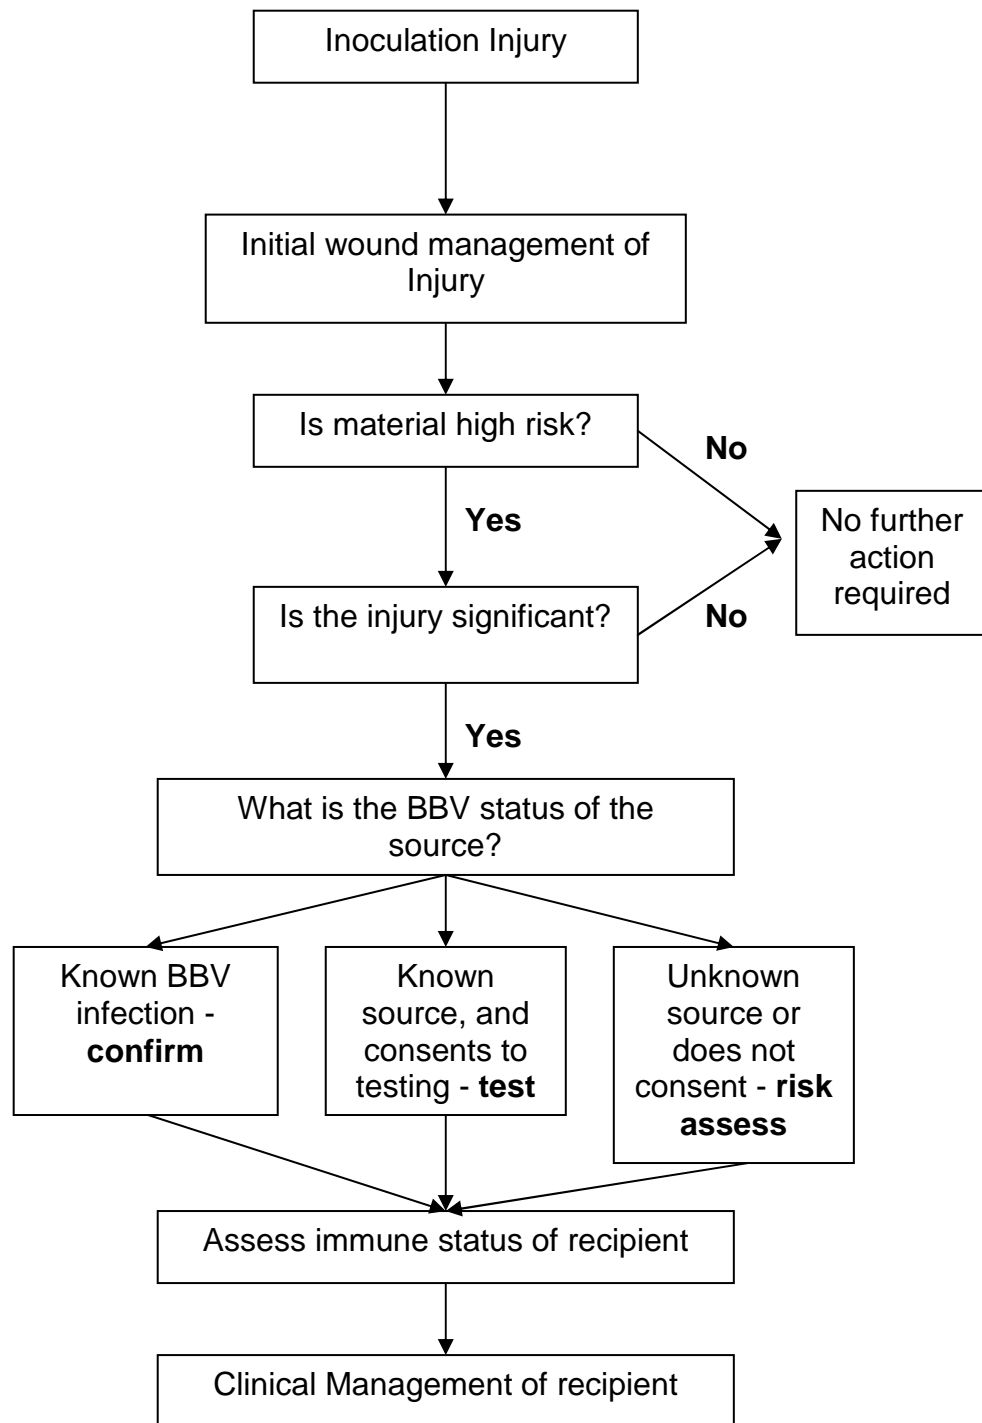 Inoculation Injury
Initial wound management of
Injury
Is material high risk?
No
Yes
No further
action
required
Is the injury significant?
No
Yes
What is the BBV status of the
source?
Known BBV
infection -
confirm
Known
source, and
consents to
testing - test
Unknown
source or
does not
consent - risk
assess
Assess immune status of recipient
Clinical Management of recipient